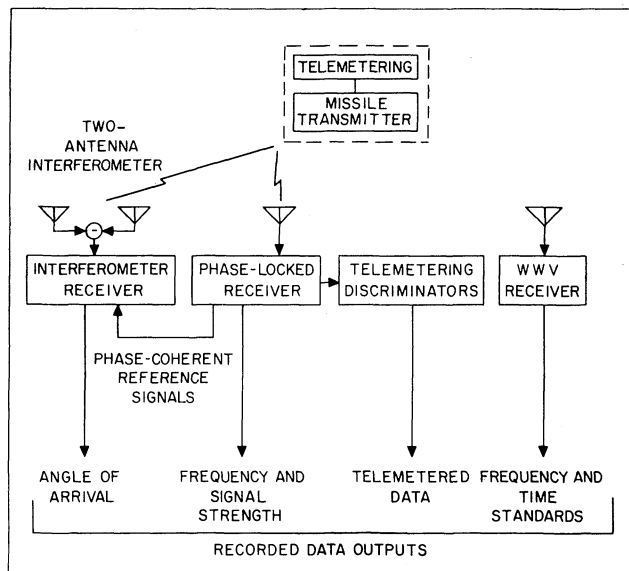 TELEMETERING
MISSILE
TRANSMITTER
TWO-
ANTENNA
INTERFEROMETER
-
INTERFEROMETER
RECEIVER
PHASE-LOCKED
RECEIVER
TELEMETERING
DISCRIMINATORS
WWV
RECEIVER
PHASE-COHERENT
REFERENCE
SIGNALS
ANGLE OF
ARRIVAL
FREQUENCY AND
SIGNAL
STRENGTH
TELEMETERED
DATA
FREQUENCY AND
TIME
STANDARDS
RECORDED DATA OUTPUTS